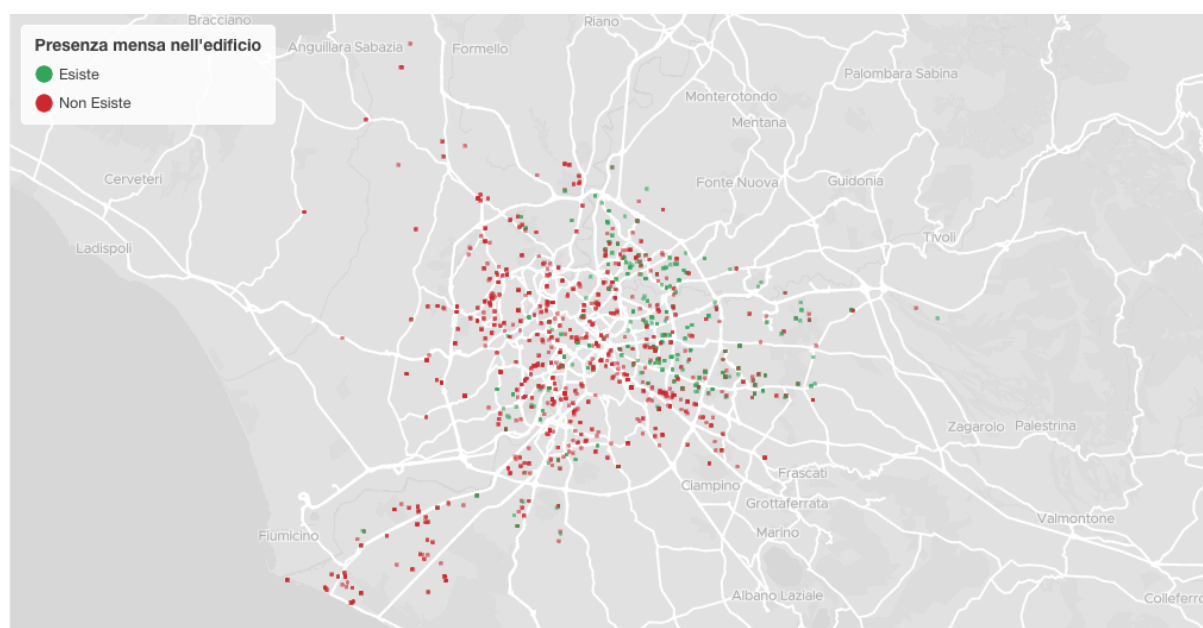 Bracciano
Riano
Presenza mensa nell'edificio
Anguillara Sabazia
Formello
Esiste
Non Esiste
Palombara Sabina
Monterotondo
Mentana
Cerveteri
Fonte Nuova
Guidonia
Ladispoli
Tivoli
Zagarolo
Palestrina
Frascati
Ciampino
Grottaferrata
Fiumicino
Marino
Valmontone
Albano Laziale
Colleferro